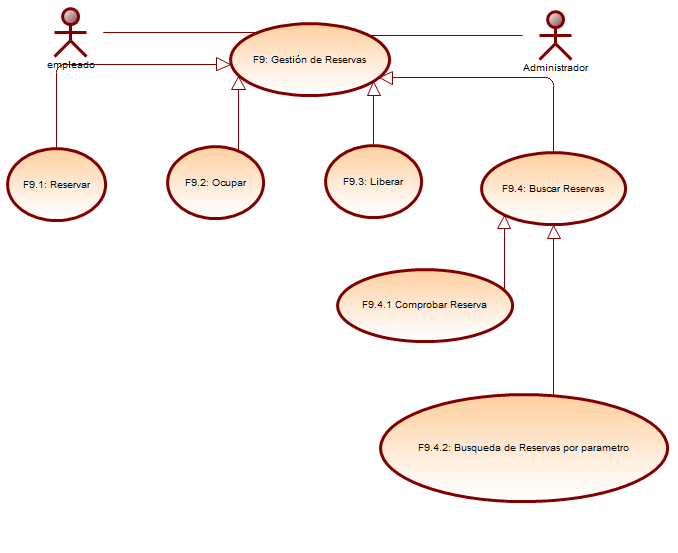 empleado
F9: Gestión de Reservas
Administrador
F9.1: Reservar
F9.2: Ocupar
F9.3: Liberar
F9.4: Buscar Reservas
F9.4.1 Comprobar Reserva
F9.4.2: Busqueda de Reservas por parametro